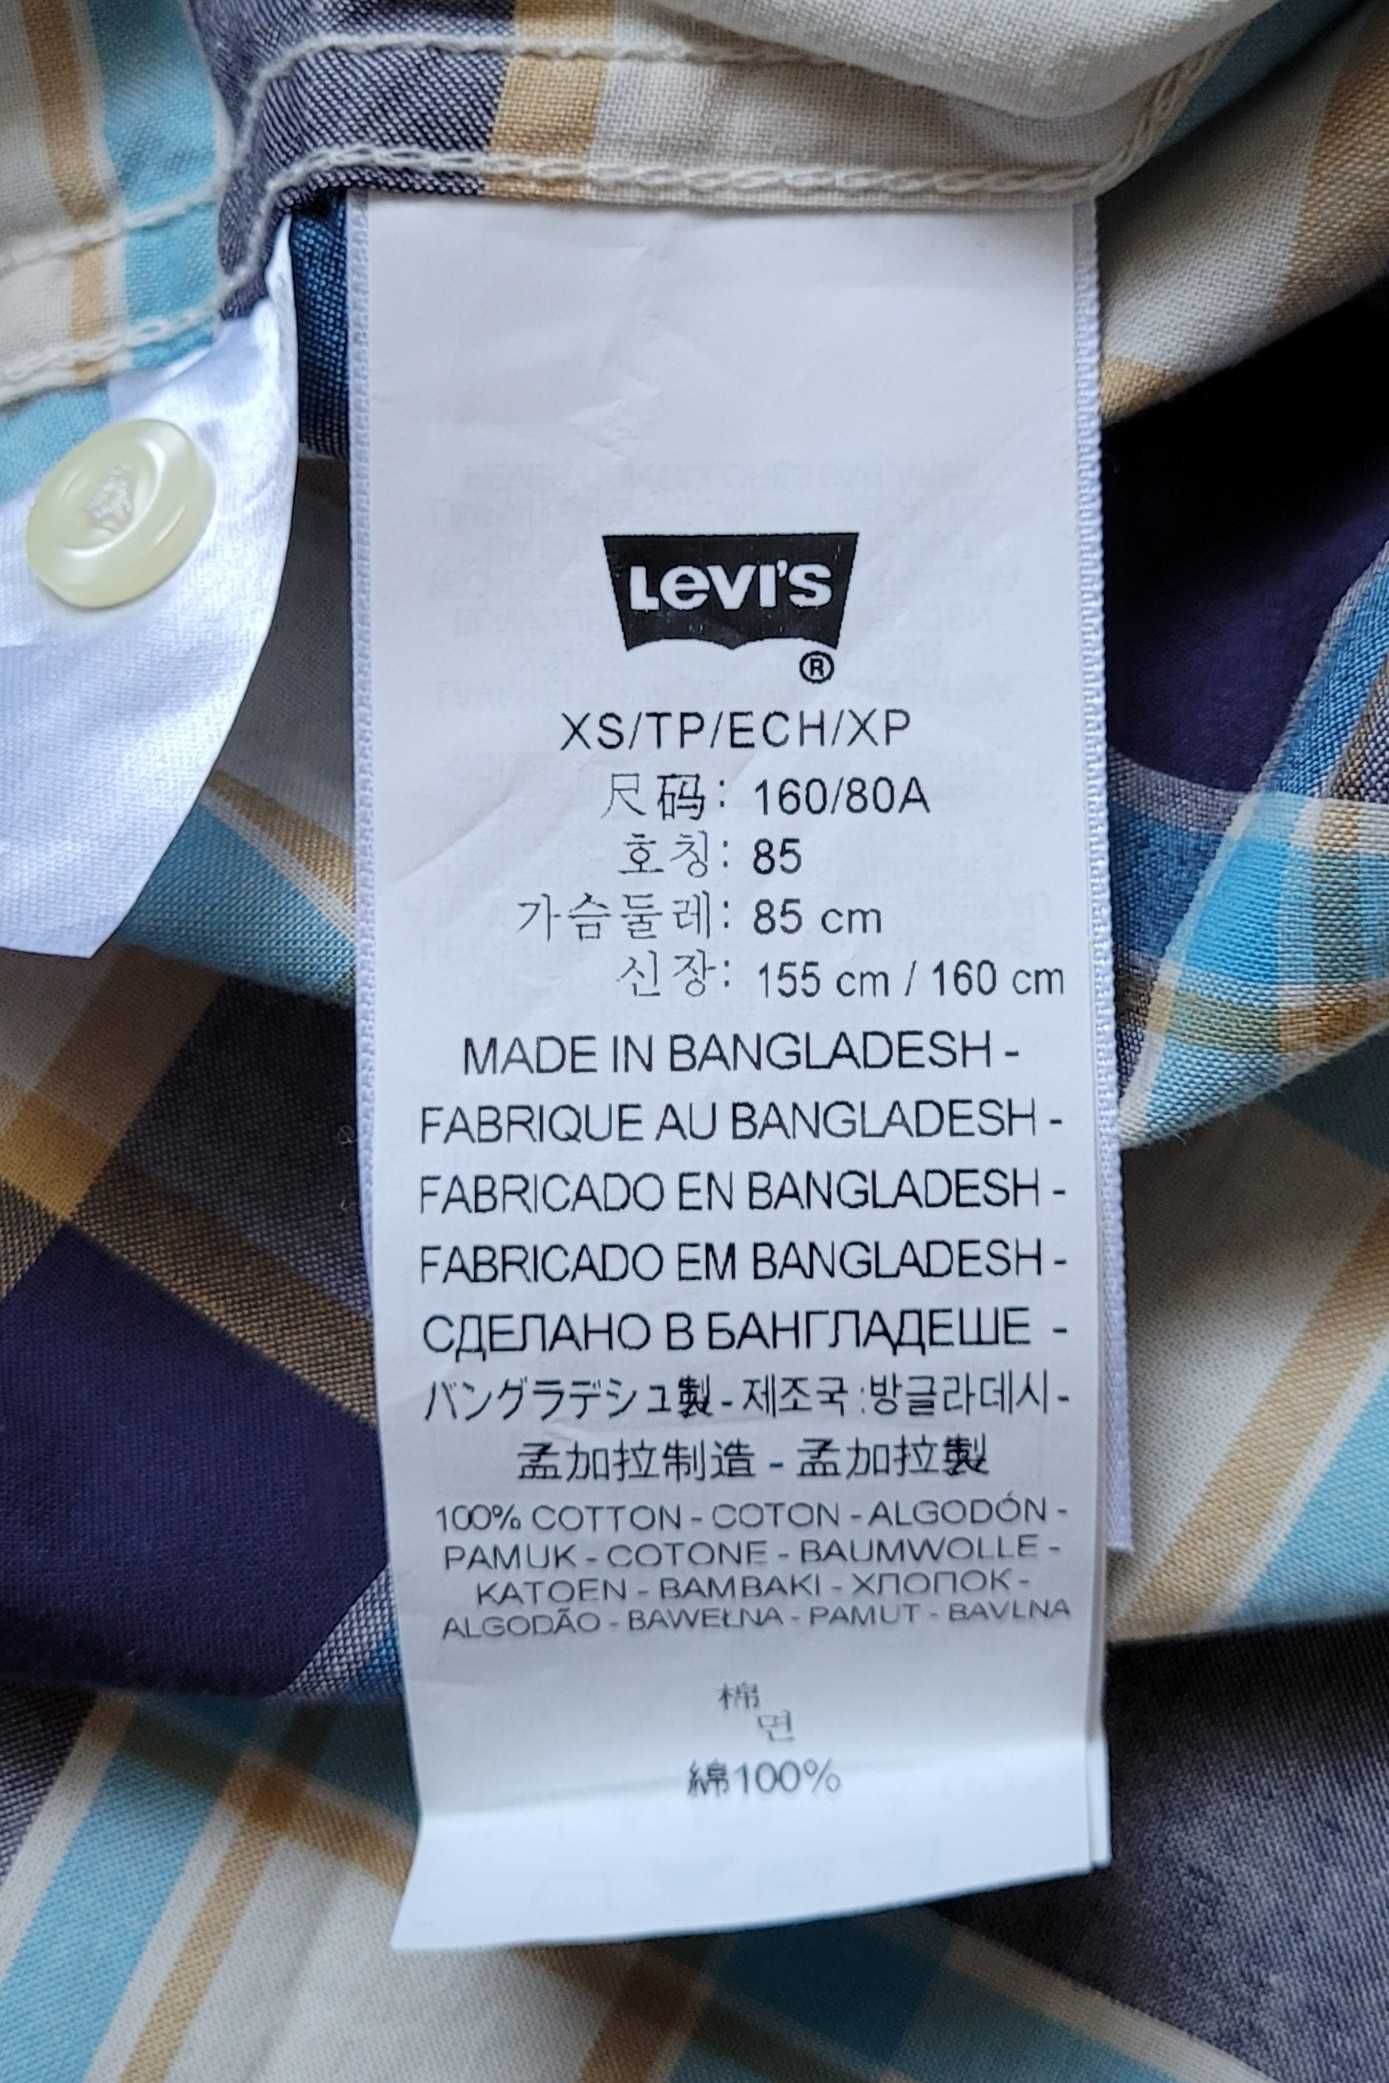 Levi's
®
XS/TP/ECH/XP
尺码: 160/80A
호칭: 85
가슴둘레: 85 cm
신장: 155 cm / 160 cm
MADE IN BANGLADESH -
FABRIQUE AU BANGLADESH -
FABRICADO EN BANGLADESH -
FABRICADO EM BANGLADESH -
СДЕЛАНО В БАНГЛАДЕШЕ -
バングラデシュ製 - 제조국:방글라데시 -
孟加拉制造 - 孟加拉製
100% COTTON - COTON - ALGODÓN -
PAMUK - COTONE - BAUMWOLLE -
KATOEN - BAMBAKI - ХЛОПОК -
ALGODÃO - BAWEŁNA - PAMUT - BAVLNA
棉
면
綿100%